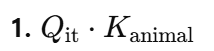 1. Q_it · K_animal